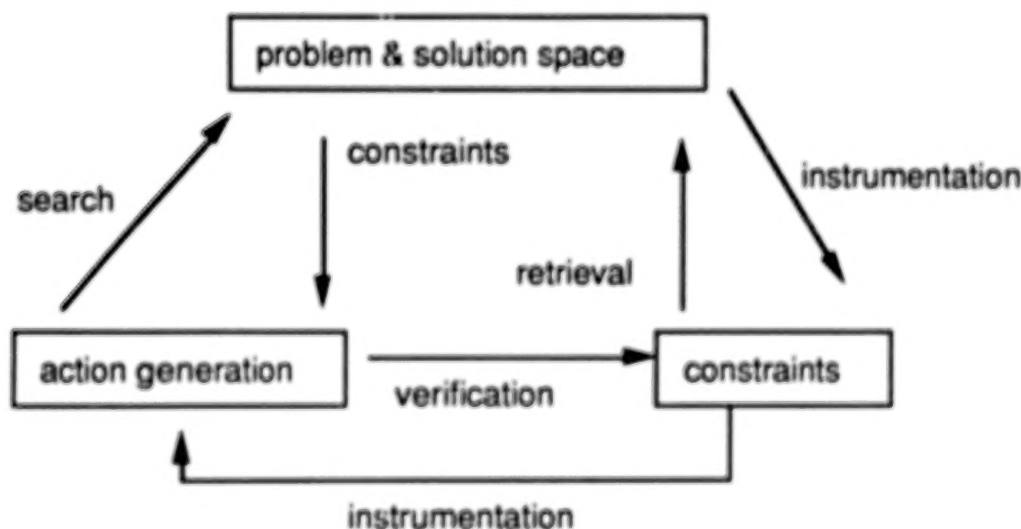 problem & solution space
constraints
instrumentation
search
retrieval
action generation
constraints
verification
instrumentation